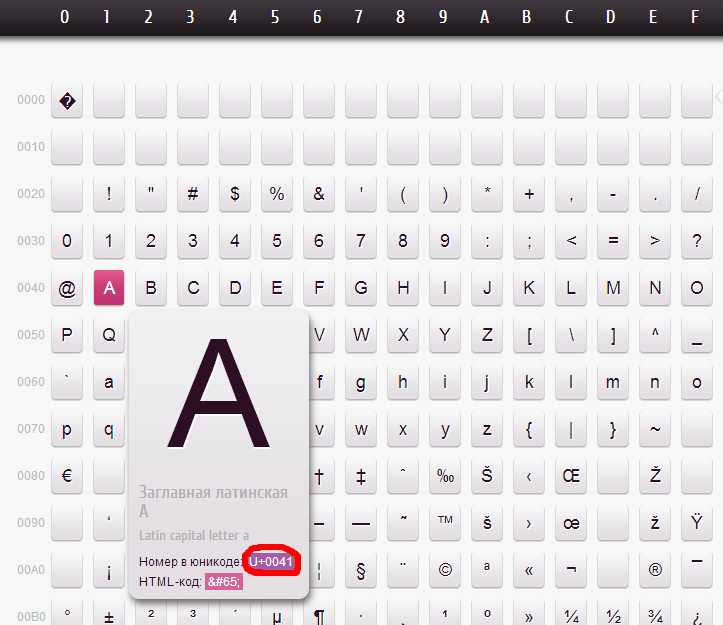 0 1 2 3 4 5 6 7 8 9 A B C D E F
0000 �
0010
0020 ! " # $ % & ' ( ) * + , - . /
0030 0 1 2 3 4 5 6 7 8 9 : ; < = > ?
0040 @ A B C D E F G H I J K L M N O
0050 P Q V W X Y Z [ \ ] ^ _
0060 ` a f g h i j k l m n o
0070 p q v w x y z { | } ~
0080 € † ‡ ˆ ‰ Š ‹ Œ Ž
0090 ‘ – — ˜ ™ š › œ ž Ÿ
00A0 ¡ ¦ § ¨ © ª « ¬ ® ¯
00B0 ° ± ² ³ ´ µ ¶ · ¸ ¹ º » ¼ ½ ¾ ¿
A
Заглавная латинская
A
Latin capital letter a
Номер в юникоде: U+0041
HTML-код: &#65;